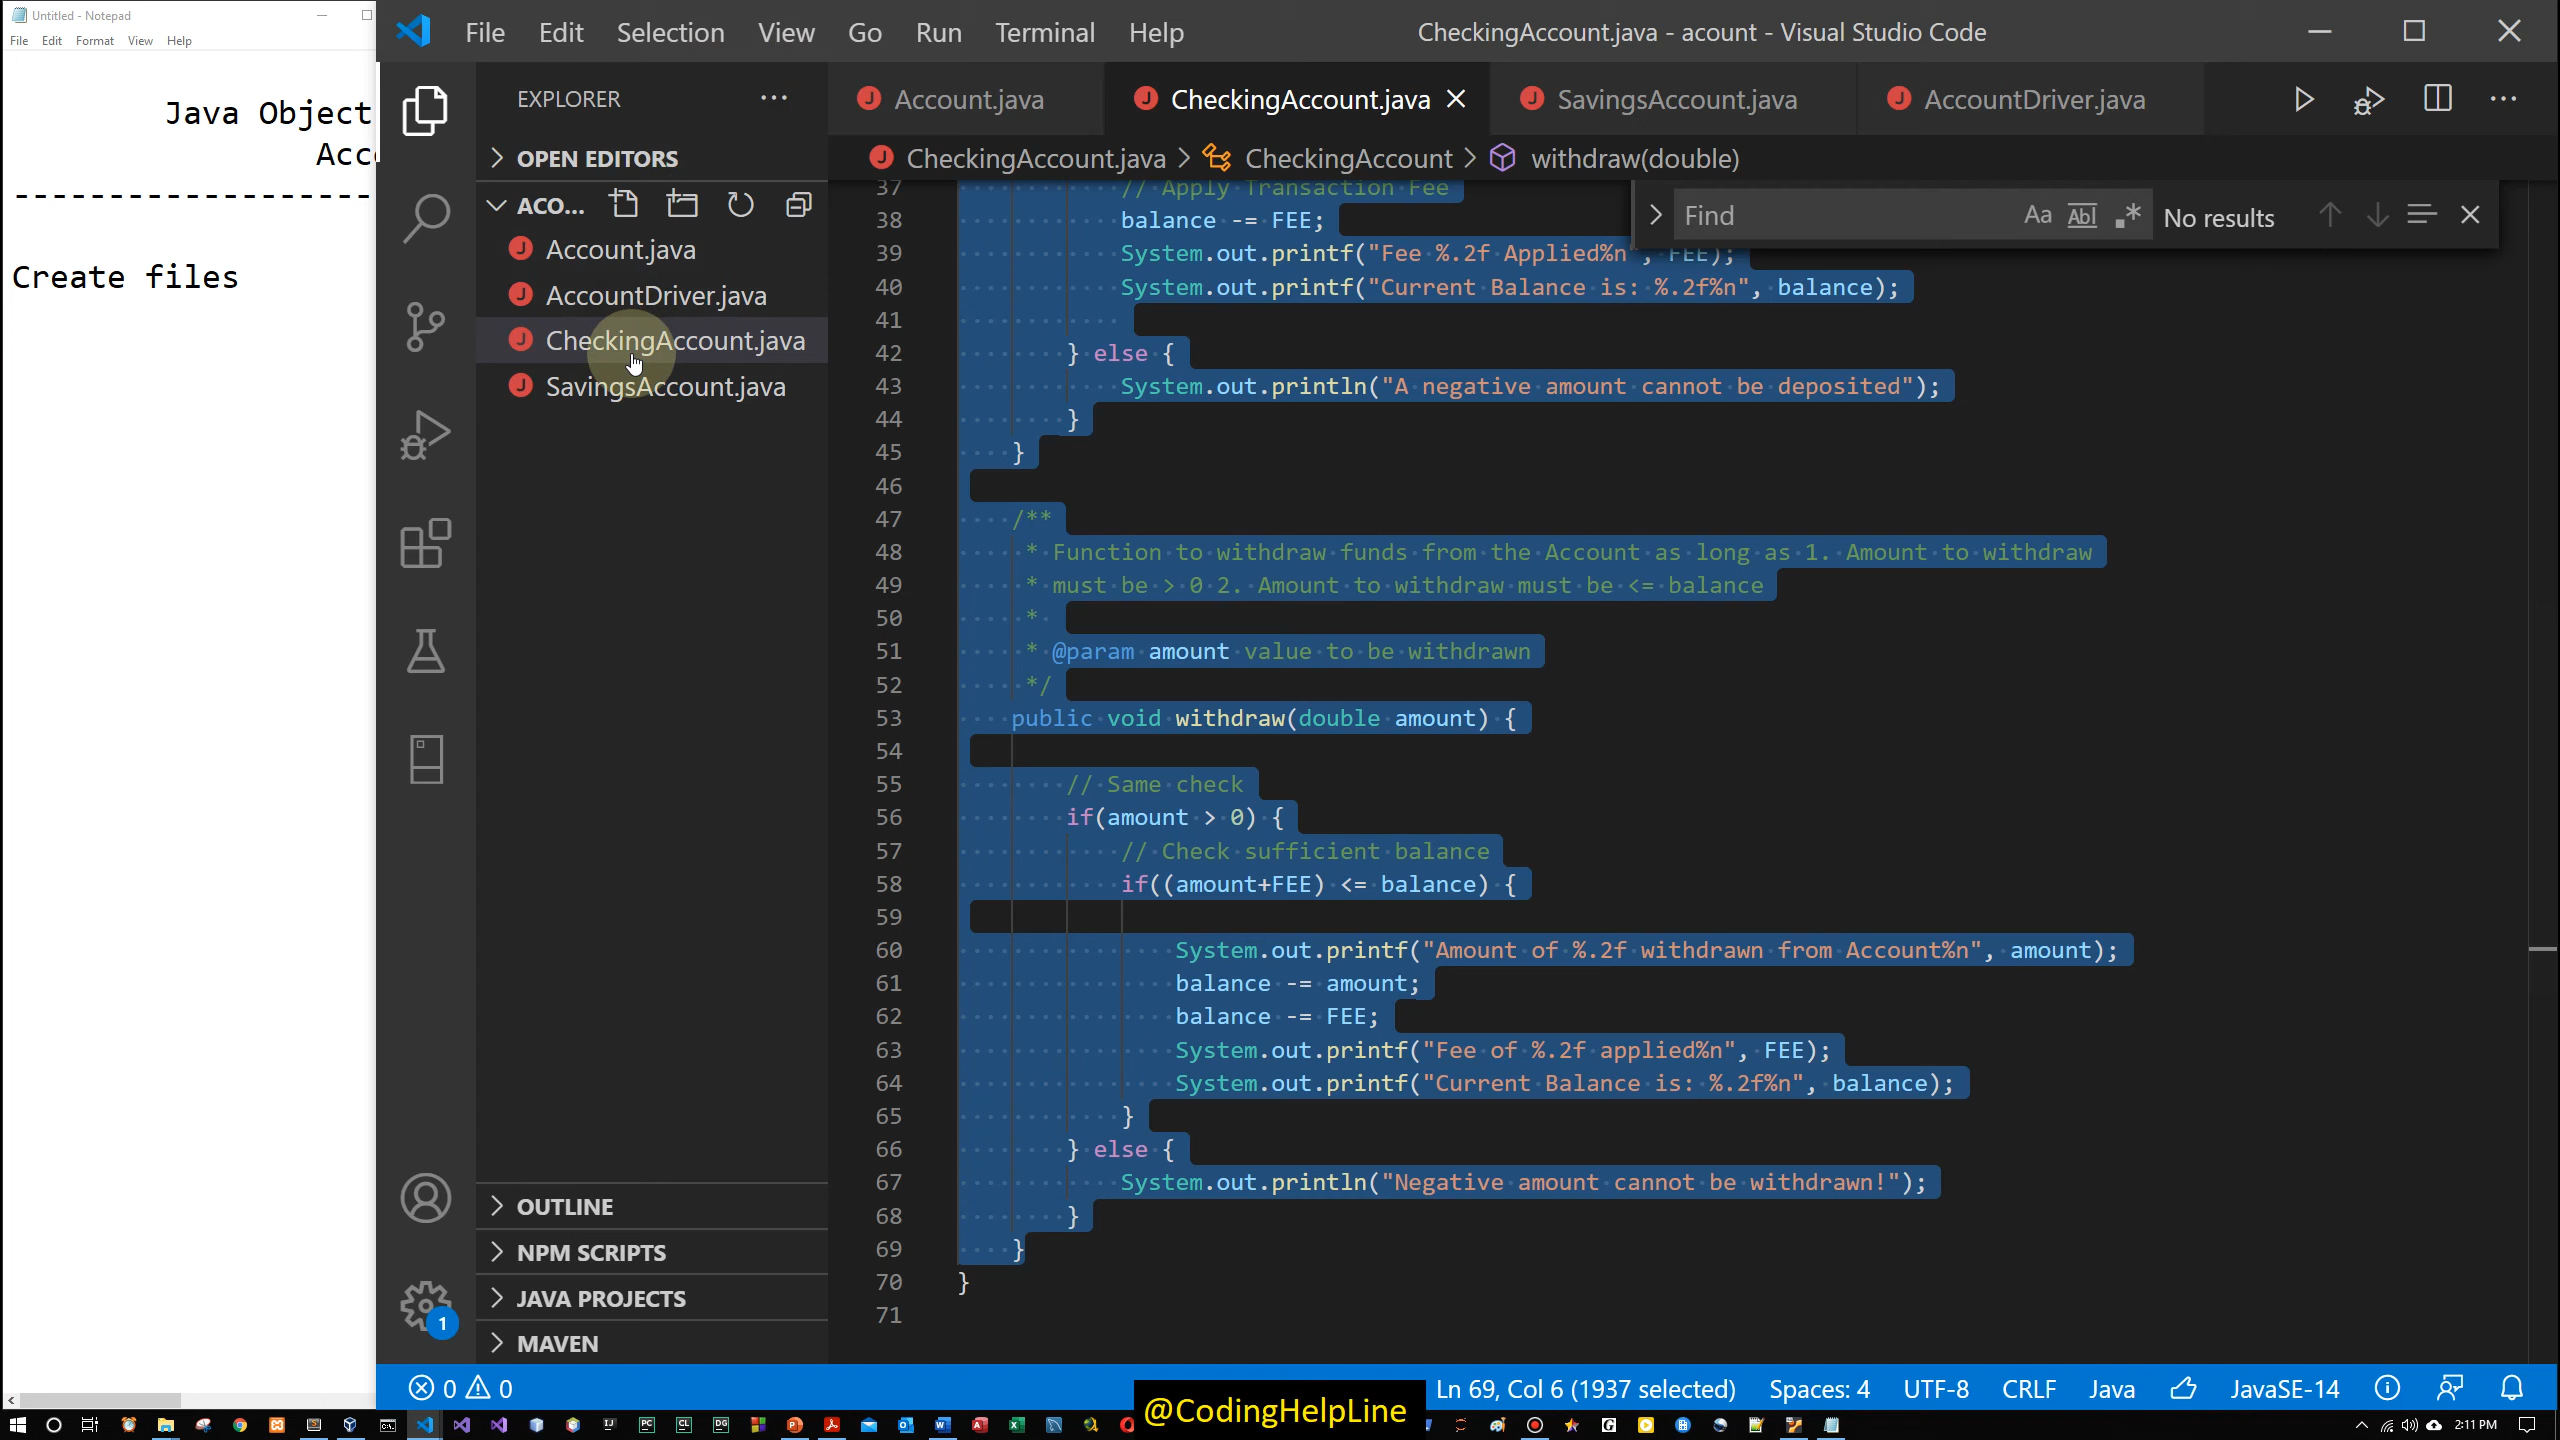 Untitled - Notepad
File Edit Format View Help
Java Object
Acc
--------------------
Create files
File Edit Selection View Go Run Terminal Help
CheckingAccount.java - acount - Visual Studio Code
EXPLORER ...
OPEN EDITORS
ACO...
Account.java
AccountDriver.java
CheckingAccount.java
SavingsAccount.java
OUTLINE
NPM SCRIPTS
JAVA PROJECTS
MAVEN
1
Account.java CheckingAccount.java SavingsAccount.java AccountDriver.java
CheckingAccount.java > CheckingAccount > withdraw(double)
Find Aa Abl .* No results
37 // Apply Transaction Fee
38 balance -= FEE;
39 System.out.printf("Fee %.2f Applied%n", FEE);
40 System.out.printf("Current Balance is: %.2f%n", balance);
41
42 } else {
43 System.out.println("A negative amount cannot be deposited");
44 }
45 }
46
47 /**
48 * Function to withdraw funds from the Account as long as 1. Amount to withdraw
49 * must be > 0 2. Amount to withdraw must be <= balance
50 *
51 * @param amount value to be withdrawn
52 */
53 public void withdraw(double amount) {
54
55 // Same check
56 if(amount > 0) {
57 // Check sufficient balance
58 if((amount+FEE) <= balance) {
59
60 System.out.printf("Amount of %.2f withdrawn from Account%n", amount);
61 balance -= amount;
62 balance -= FEE;
63 System.out.printf("Fee of %.2f applied%n", FEE);
64 System.out.printf("Current Balance is: %.2f%n", balance);
65 }
66 } else {
67 System.out.println("Negative amount cannot be withdrawn!");
68 }
69 }
70 }
71
0 0
Ln 69, Col 6 (1937 selected) Spaces: 4 UTF-8 CRLF Java JavaSE-14
@CodingHelpLine
2:11 PM